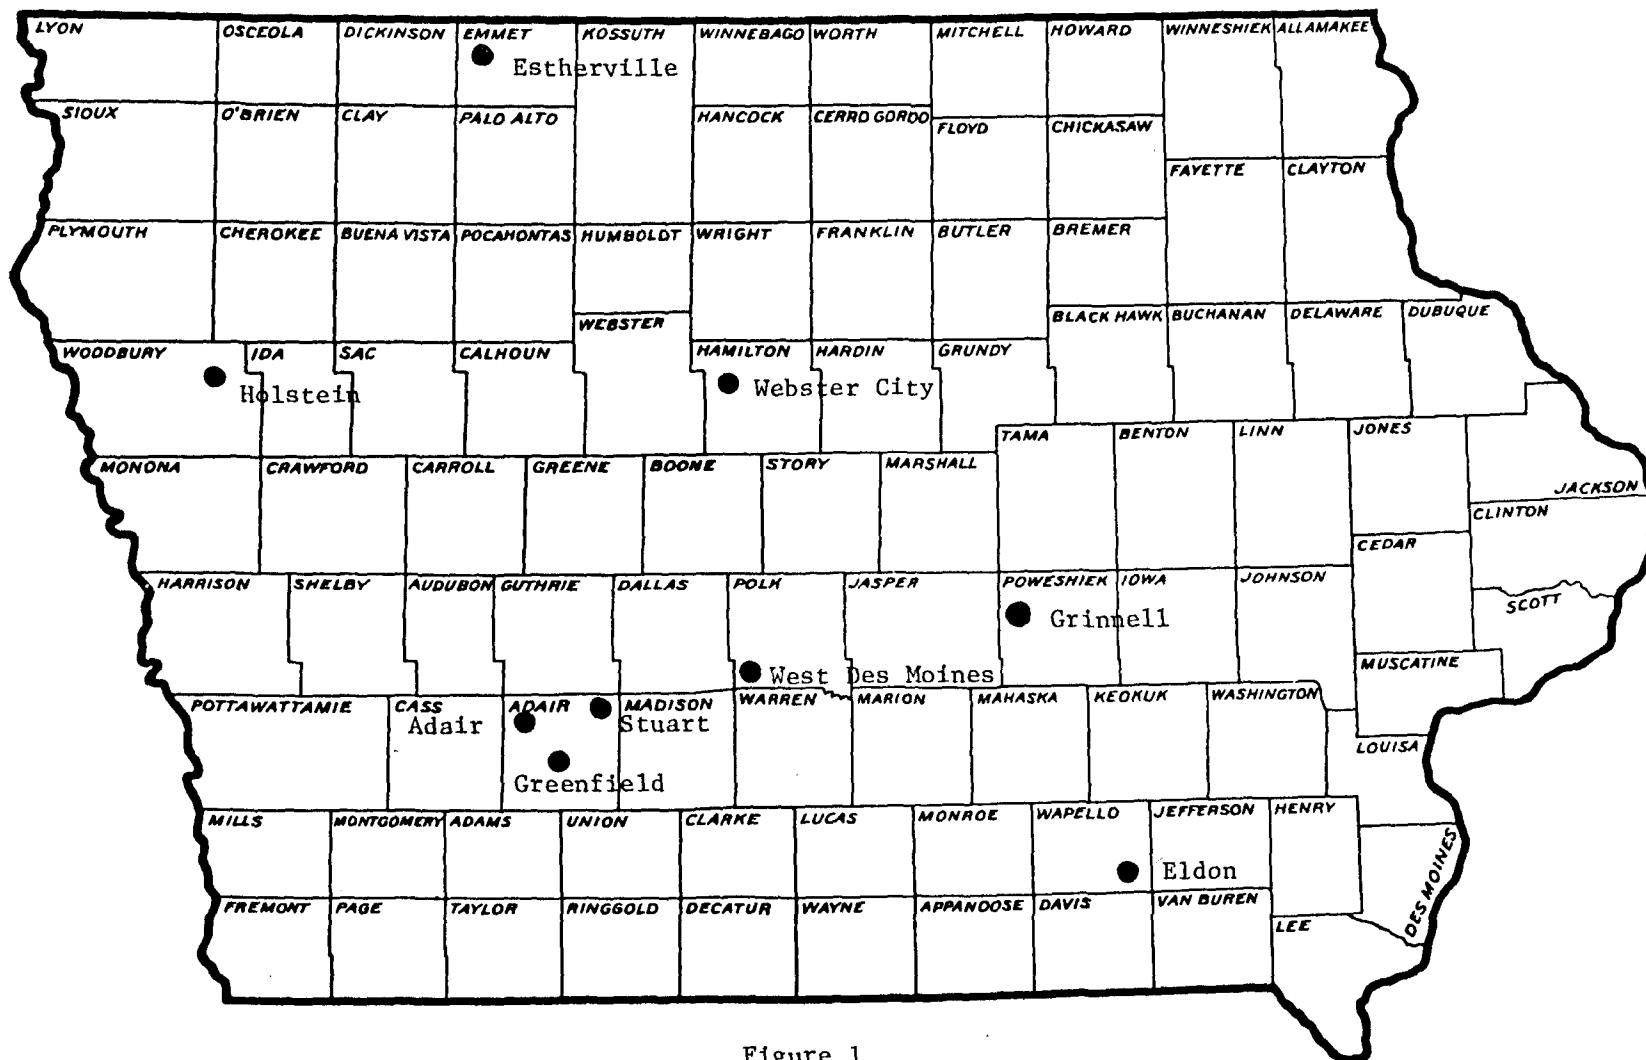 LYON OSCEOLA DICKINSON EMMET KOSSUTH WINNEBAGO WORTH MITCHELL HOWARD WINNESHIEK ALLAMAKEE
Estherville
SIOUX O'BRIEN CLAY PALO ALTO HANCOCK CERRO GORDO FLOYD CHICKASAW
FAYETTE CLAYTON
PLYMOUTH CHEROKEE BUENA VISTA POCAHONTAS HUMBOLDT WRIGHT FRANKLIN BUTLER BREMER
WEBSTER BLACK HAWK BUCHANAN DELAWARE DUBUQUE
WOODBURY IDA SAC CALHOUN HAMILTON HARDIN GRUNDY
Holstein Webster City
TAMA BENTON LINN JONES
MONONA CRAWFORD CARROLL GREENE BOONE STORY MARSHALL
JACKSON
CLINTON
CEDAR
HARRISON SHELBY AUDUBON GUTHRIE DALLAS POLK JASPER POWESHIEK IOWA JOHNSON
SCOTT
Grinnell
MUSCATINE
West Des Moines
POTTAWATTAMIE CASS ADAIR MADISON WARREN MARION MAHASKA KEOKUK WASHINGTON
Adair Stuart
LOUISA
Greenfield
MILLS MONTGOMERY ADAMS UNION CLARKE LUCAS MONROE WAPELLO JEFFERSON HENRY
DES MOINES
Eldon
FREMONT PAGE TAYLOR RINGGOLD DECATUR WAYNE APPANOOSE DAVIS VAN BUREN
LEE
Figure 1